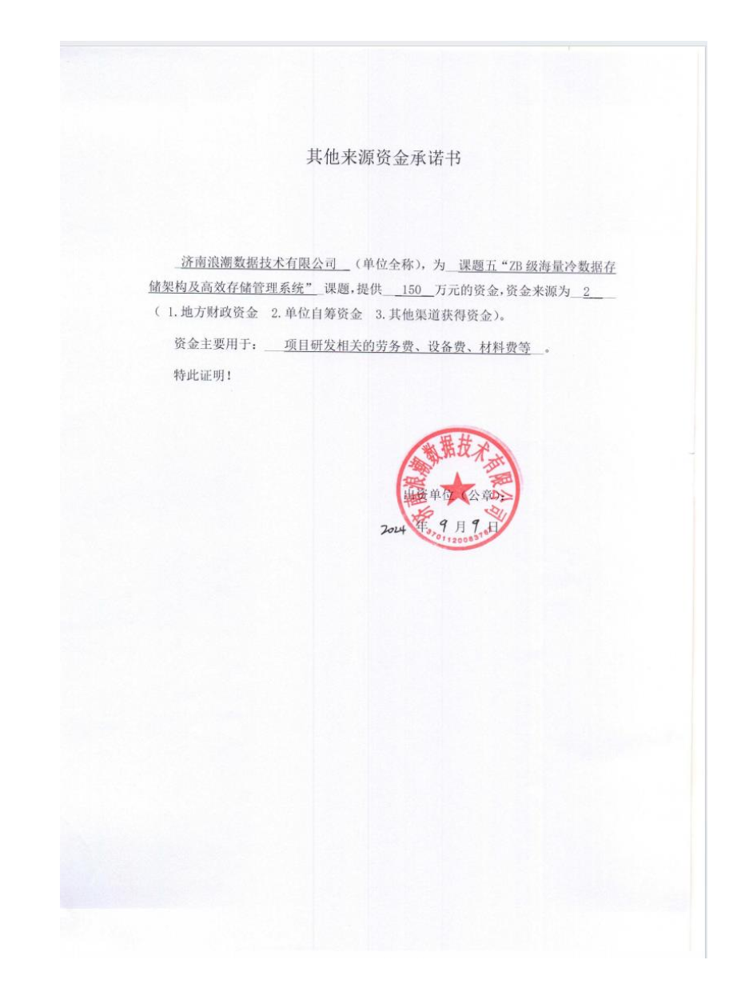 其他来源资金承诺书
济南浪潮数据技术有限公司 （单位全称），为 课题五“ZB 级海量冷数据存
储架构及高效存储管理系统” 课题，提供 150 万元的资金，资金来源为 2
（ 1.地方财政资金 2.单位自筹资金 3.其他渠道获得资金）。
资金主要用于： 项目研发相关的劳务费、设备费、材料费等 。
特此证明！
济南浪潮数据技术有限公司
出资单位（公章）：
2024 年 9 月 9 日